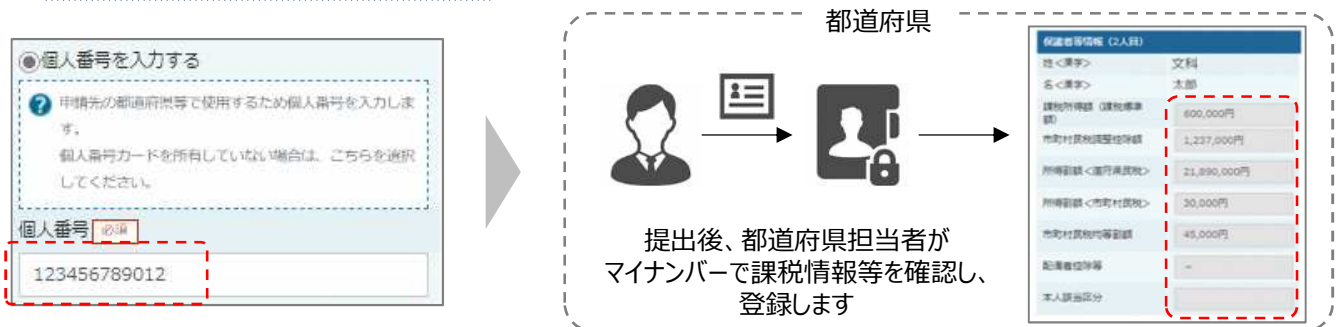 ◉個人番号を入力する
? 申請先の都道府県等で使用するため個人番号を入力しま
す。
個人番号カードを所有していない場合は、こちらを選択
してください。
個人番号 必須
123456789012
都道府県
提出後、都道府県担当者が
マイナンバーで課税情報等を確認し、
登録します
保護者等情報（2人目）
姓<漢字> 文科
名<漢字> 太郎
課税所得額（課税標準
額） 600,000円
市町村民税調整控除額 1,237,000円
所得割額<道府県民税> 21,890,000円
所得割額<市町村民税> 30,000円
市町村民税均等割額 45,000円
配偶者控除等 －
本人該当区分